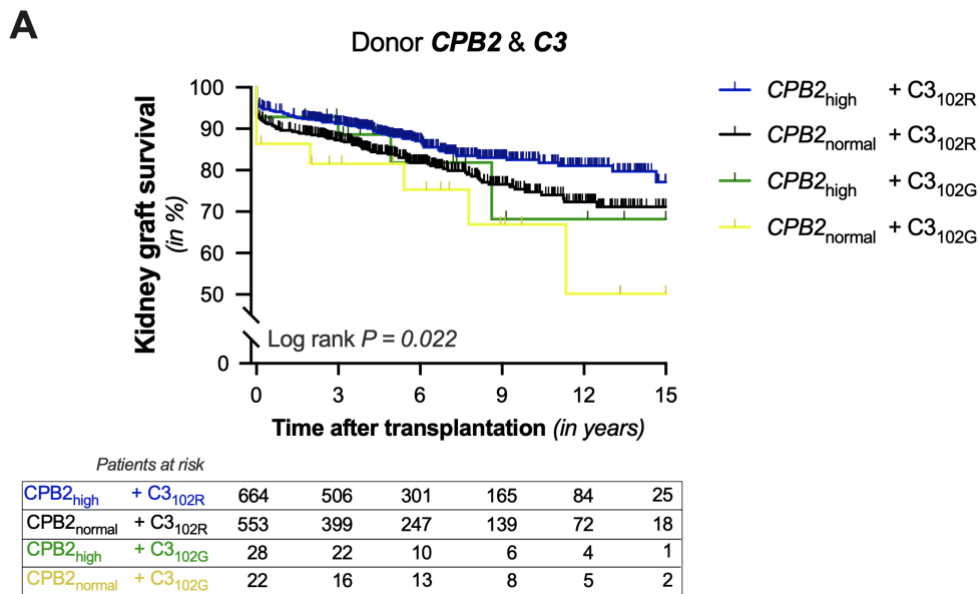 A
Donor CPB2 & C3
Kidney graft survival
(in %)
100
90
80
70
60
50
0
Log rank P = 0.022
0 3 6 9 12 15
Time after transplantation (in years)
CPB2high + C3102R
CPB2normal + C3102R
CPB2high + C3102G
CPB2normal + C3102G
Patients at risk
CPB2high + C3102R 664 506 301 165 84 25
CPB2normal + C3102R 553 399 247 139 72 18
CPB2high + C3102G 28 22 10 6 4 1
CPB2normal + C3102G 22 16 13 8 5 2